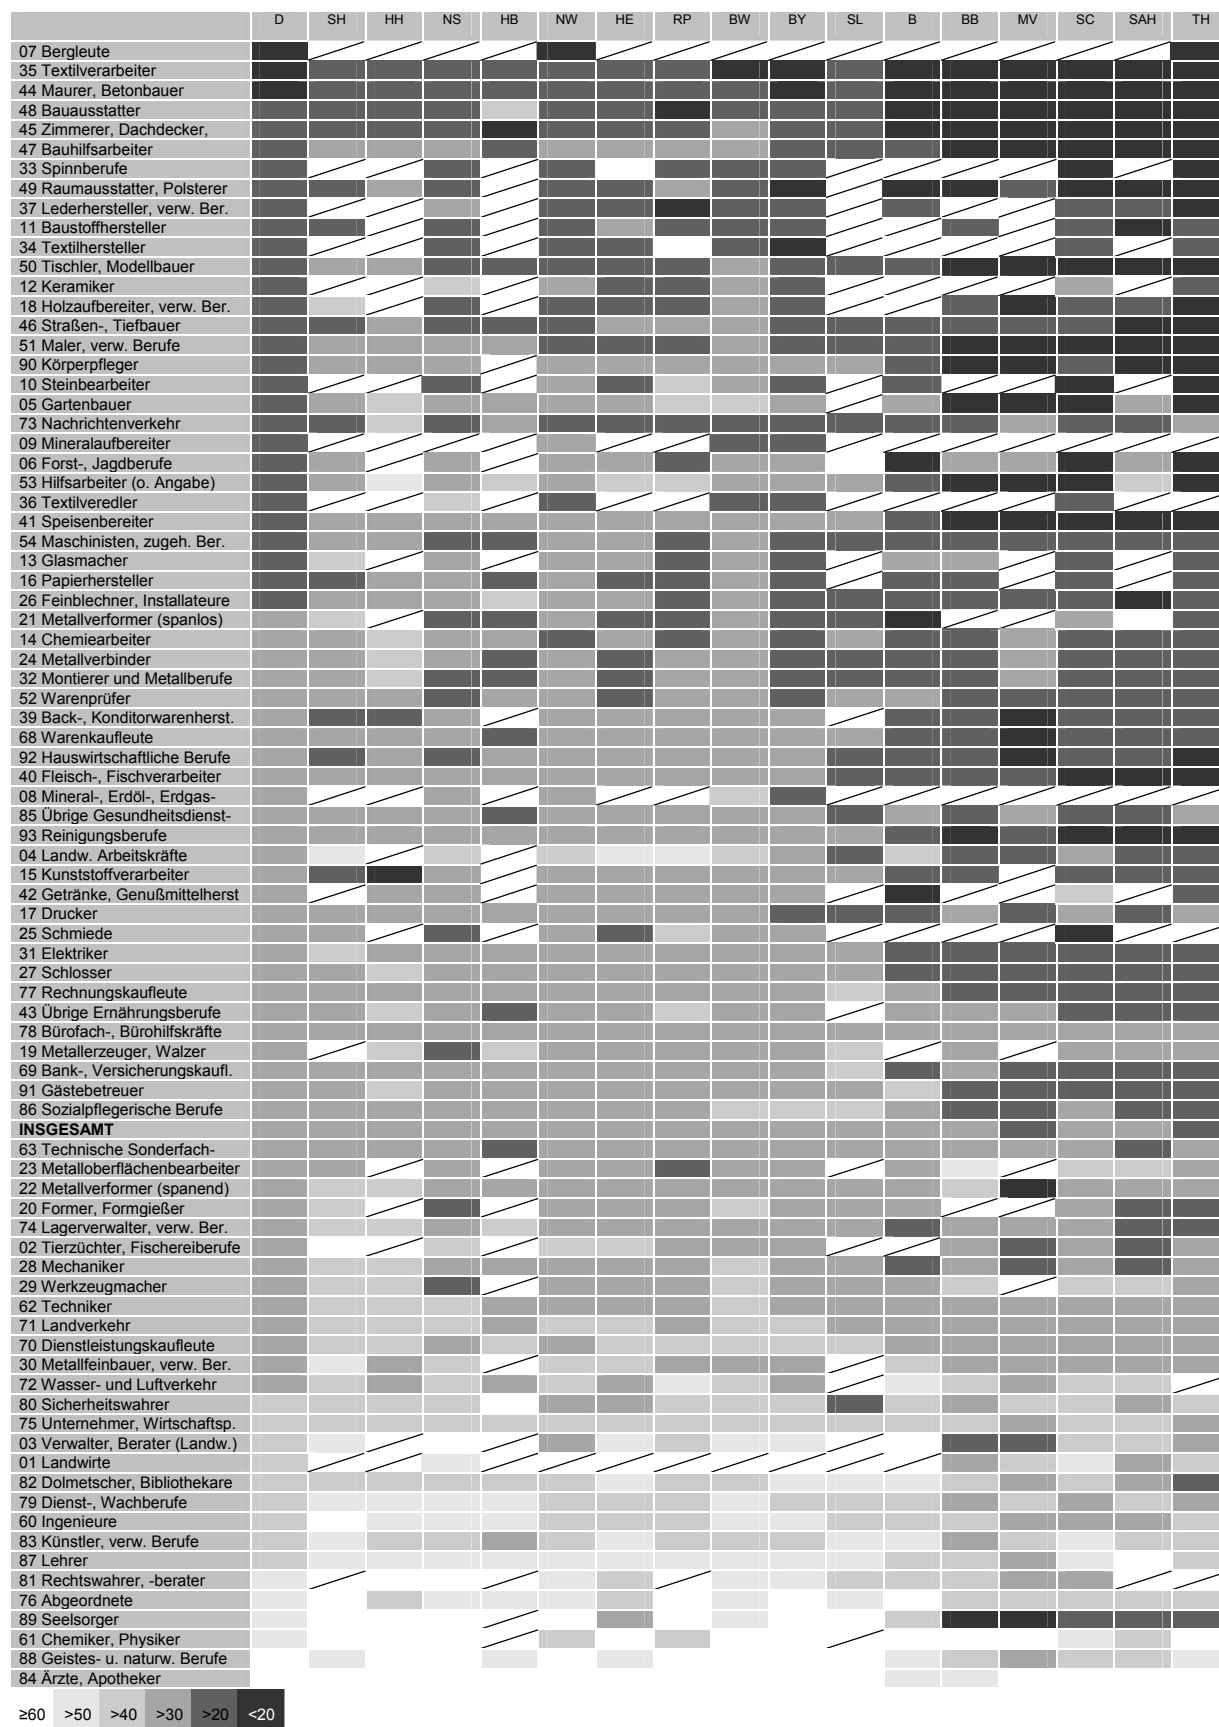 D SH HH NS HB NW HE RP BW BY SL B BB MV SC SAH TH
07 Bergleute
35 Textilverarbeiter
44 Maurer, Betonbauer
48 Bauausstatter
45 Zimmerer, Dachdecker,
47 Bauhilfsarbeiter
33 Spinnberufe
49 Raumausstatter, Polsterer
37 Lederhersteller, verw. Ber.
11 Baustoffhersteller
34 Textilhersteller
50 Tischler, Modellbauer
12 Keramiker
18 Holzaufbereiter, verw. Ber.
46 Straßen-, Tiefbauer
51 Maler, verw. Berufe
90 Körperpfleger
10 Steinbearbeiter
05 Gartenbauer
73 Nachrichtenverkehr
09 Mineralaufbereiter
06 Forst-, Jagdberufe
53 Hilfsarbeiter (o. Angabe)
36 Textilveredler
41 Speisenbereiter
54 Maschinisten, zugeh. Ber.
13 Glasmacher
16 Papierhersteller
26 Feinblechner, Installateure
21 Metallverformer (spanlos)
14 Chemiearbeiter
24 Metallverbinder
32 Montierer und Metallberufe
52 Warenprüfer
39 Back-, Konditorwarenherst.
68 Warenkaufleute
92 Hauswirtschaftliche Berufe
40 Fleisch-, Fischverarbeiter
08 Mineral-, Erdöl-, Erdgas-
85 Übrige Gesundheitsdienst-
93 Reinigungsberufe
04 Landw. Arbeitskräfte
15 Kunststoffverarbeiter
42 Getränke, Genußmittelherst
17 Drucker
25 Schmiede
31 Elektriker
27 Schlosser
77 Rechnungskaufleute
43 Übrige Ernährungsberufe
78 Bürofach-, Bürohilfskräfte
19 Metallerzeuger, Walzer
69 Bank-, Versicherungskaufl.
91 Gästebetreuer
86 Sozialpflegerische Berufe
INSGESAMT
63 Technische Sonderfach-
23 Metalloberflächenbearbeiter
22 Metallverformer (spanend)
20 Former, Formgießer
74 Lagerverwalter, verw. Ber.
02 Tierzüchter, Fischereiberufe
28 Mechaniker
29 Werkzeugmacher
62 Techniker
71 Landverkehr
70 Dienstleistungskaufleute
30 Metallfeinbauer, verw. Ber.
72 Wasser- und Luftverkehr
80 Sicherheitswahrer
75 Unternehmer, Wirtschaftsp.
03 Verwalter, Berater (Landw.)
01 Landwirte
82 Dolmetscher, Bibliothekare
79 Dienst-, Wachberufe
60 Ingenieure
83 Künstler, verw. Berufe
87 Lehrer
81 Rechtswahrer, -berater
76 Abgeordnete
89 Seelsorger
61 Chemiker, Physiker
88 Geistes- u. naturw. Berufe
84 Ärzte, Apotheker
≥60 >50 >40 >30 >20 <20